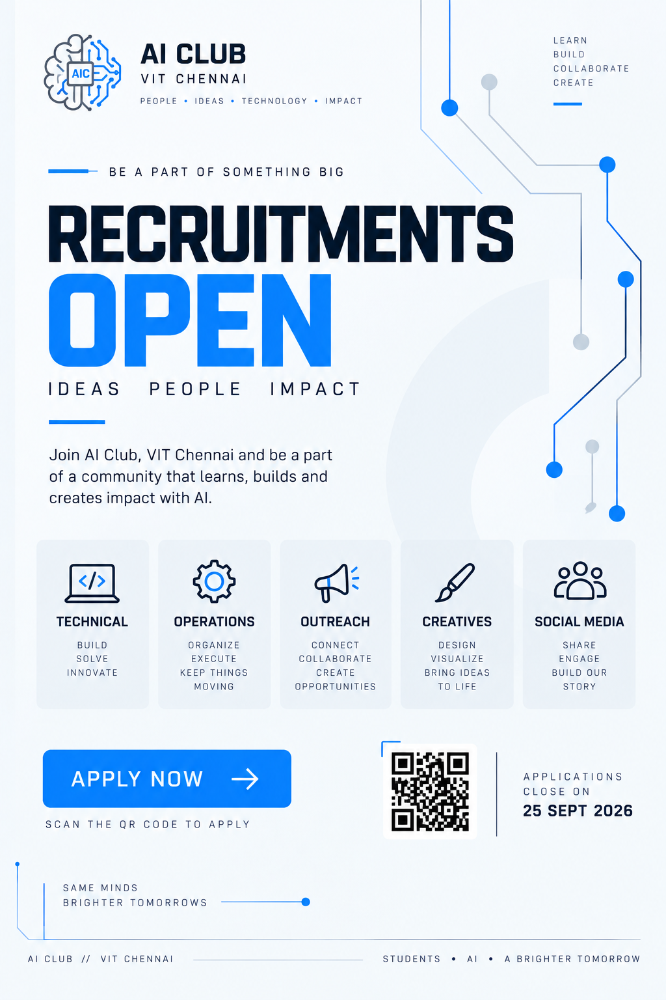 AIC
AI CLUB
VIT CHENNAI
PEOPLE • IDEAS • TECHNOLOGY • IMPACT
LEARN
BUILD
COLLABORATE
CREATE
BE A PART OF SOMETHING BIG
RECRUITMENTS
OPEN
IDEAS PEOPLE IMPACT
Join AI Club, VIT Chennai and be a part
of a community that learns, builds and
creates impact with AI.
</>
TECHNICAL
BUILD
SOLVE
INNOVATE
OPERATIONS
ORGANIZE
EXECUTE
KEEP THINGS
MOVING
OUTREACH
CONNECT
COLLABORATE
CREATE
OPPORTUNITIES
CREATIVES
DESIGN
VISUALIZE
BRING IDEAS
TO LIFE
SOCIAL MEDIA
SHARE
ENGAGE
BUILD OUR
STORY
APPLY NOW →
SCAN THE QR CODE TO APPLY
APPLICATIONS
CLOSE ON
25 SEPT 2026
SAME MINDS
BRIGHTER TOMORROWS
AI CLUB // VIT CHENNAI
STUDENTS • AI • A BRIGHTER TOMORROW